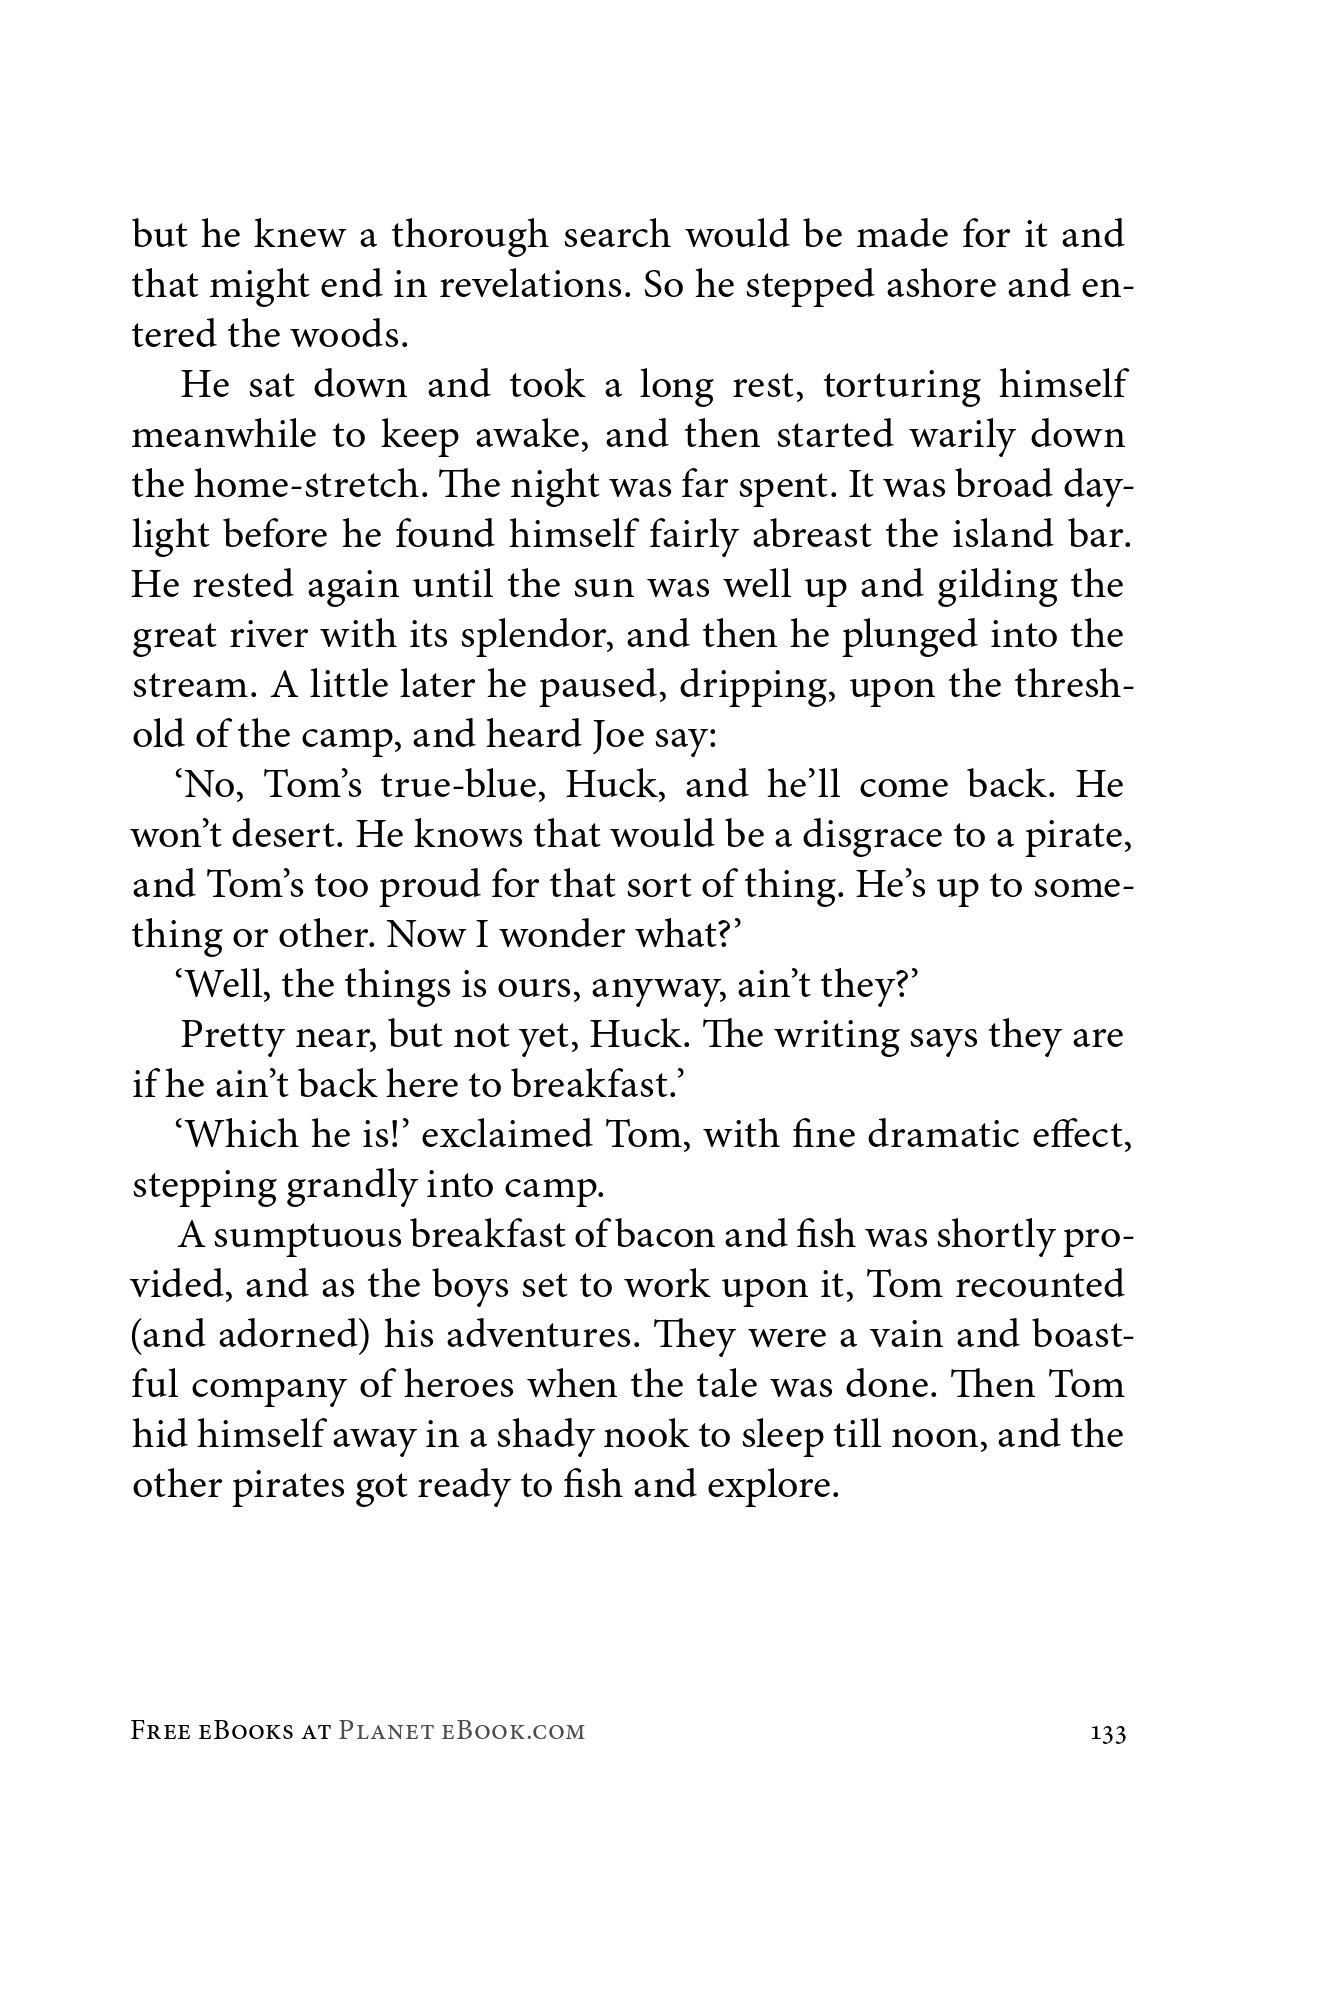 but he knew a thorough search would be made for it and
that might end in revelations. So he stepped ashore and en-
tered the woods.
He sat down and took a long rest, torturing himself
meanwhile to keep awake, and then started warily down
the home-stretch. The night was far spent. It was broad day-
light before he found himself fairly abreast the island bar.
He rested again until the sun was well up and gilding the
great river with its splendor, and then he plunged into the
stream. A little later he paused, dripping, upon the thresh-
old of the camp, and heard Joe say:
‘No, Tom’s true-blue, Huck, and he’ll come back. He
won’t desert. He knows that would be a disgrace to a pirate,
and Tom’s too proud for that sort of thing. He’s up to some-
thing or other. Now I wonder what?’
‘Well, the things is ours, anyway, ain’t they?’
Pretty near, but not yet, Huck. The writing says they are
if he ain’t back here to breakfast.’
‘Which he is!’ exclaimed Tom, with fine dramatic effect,
stepping grandly into camp.
A sumptuous breakfast of bacon and fish was shortly pro-
vided, and as the boys set to work upon it, Tom recounted
(and adorned) his adventures. They were a vain and boast-
ful company of heroes when the tale was done. Then Tom
hid himself away in a shady nook to sleep till noon, and the
other pirates got ready to fish and explore.
Free eBooks at Planet eBook.com 133